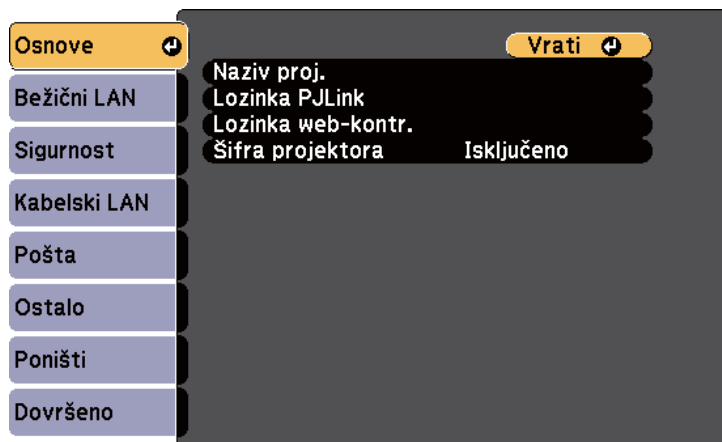 Osnove
Bežični LAN
Sigurnost
Kabelski LAN
Pošta
Ostalo
Poništi
Dovršeno
Vrati
Naziv proj.
Lozinka PJLink
Lozinka web-kontr.
Šifra projektora Isključeno